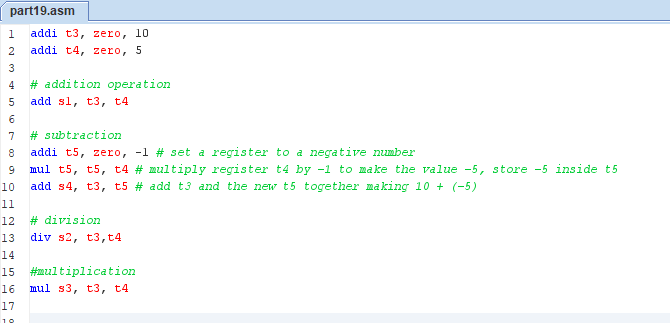 part19.asm
1 addi t3, zero, 10
2 addi t4, zero, 5
3
4 # addition operation
5 add s1, t3, t4
6
7 # subtraction
8 addi t5, zero, -1 # set a register to a negative number
9 mul t5, t5, t4 # multiply register t4 by -1 to make the value -5, store -5 inside t5
10 add s4, t3, t5 # add t3 and the new t5 together making 10 + (-5)
11
12 # division
13 div s2, t3,t4
14
15 #multiplication
16 mul s3, t3, t4
17
18